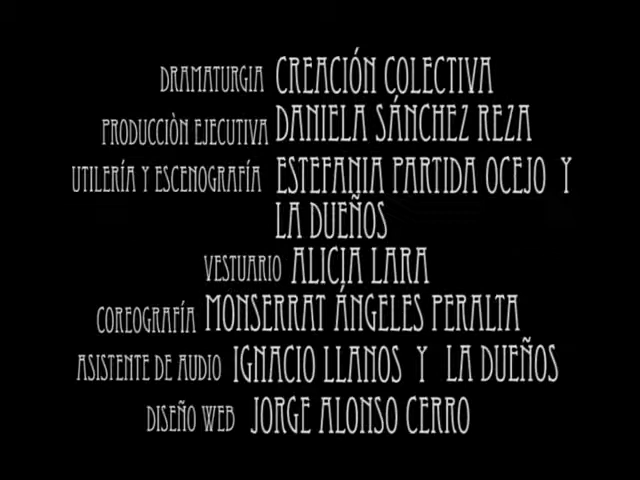 DRAMATURGIA CREACIÓN COLECTIVA
PRODUCCIÒN EJECUTIVA DANIELA SÁNCHEZ REZA
UTILERÍA Y ESCENOGRAFÍA ESTEFANIA PARTIDA OCEJO Y
LA DUEÑOS
VESTUARIO ALICIA LARA
COREOGRAFÍA MONSERRAT ÁNGELES PERALTA
ASISTENTE DE AUDIO IGNACIO LLANOS Y LA DUEÑOS
DISEÑO WEB JORGE ALONSO CERRO